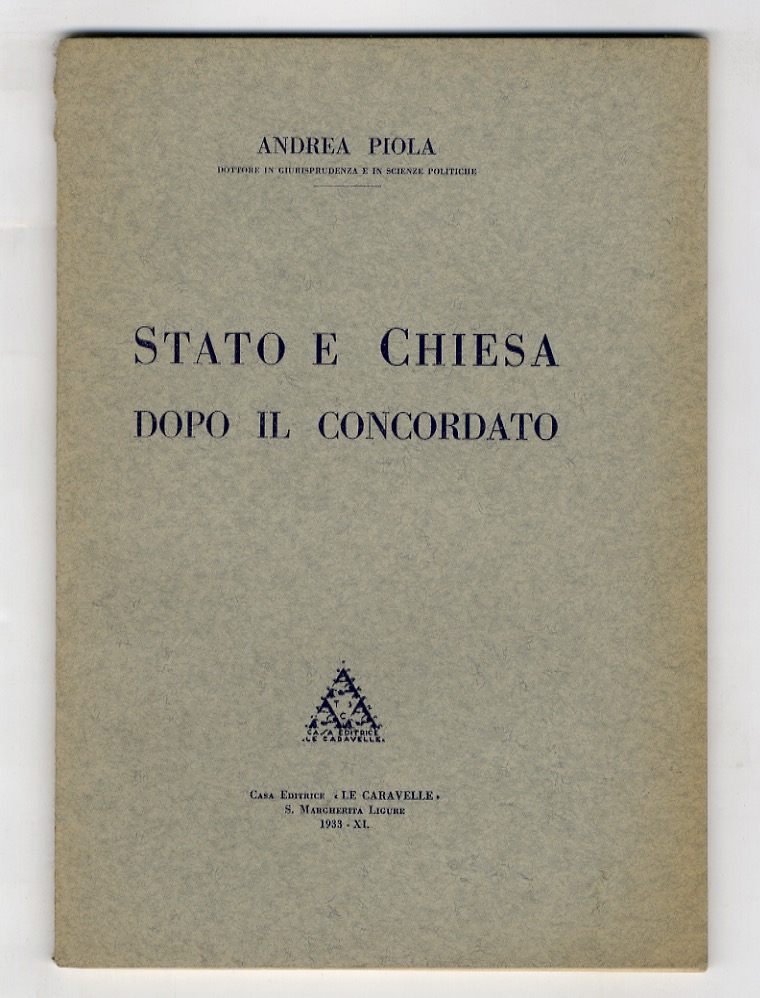 ANDREA PIOLA
DOTTORE IN GIURISPRUDENZA E IN SCIENZE POLITICHE
STATO E CHIESA
DOPO IL CONCORDATO
CASA EDITRICE
LE CARAVELLE
CASA EDITRICE « LE CARAVELLE »
S. MARGHERITA LIGURE
1933 - XI.